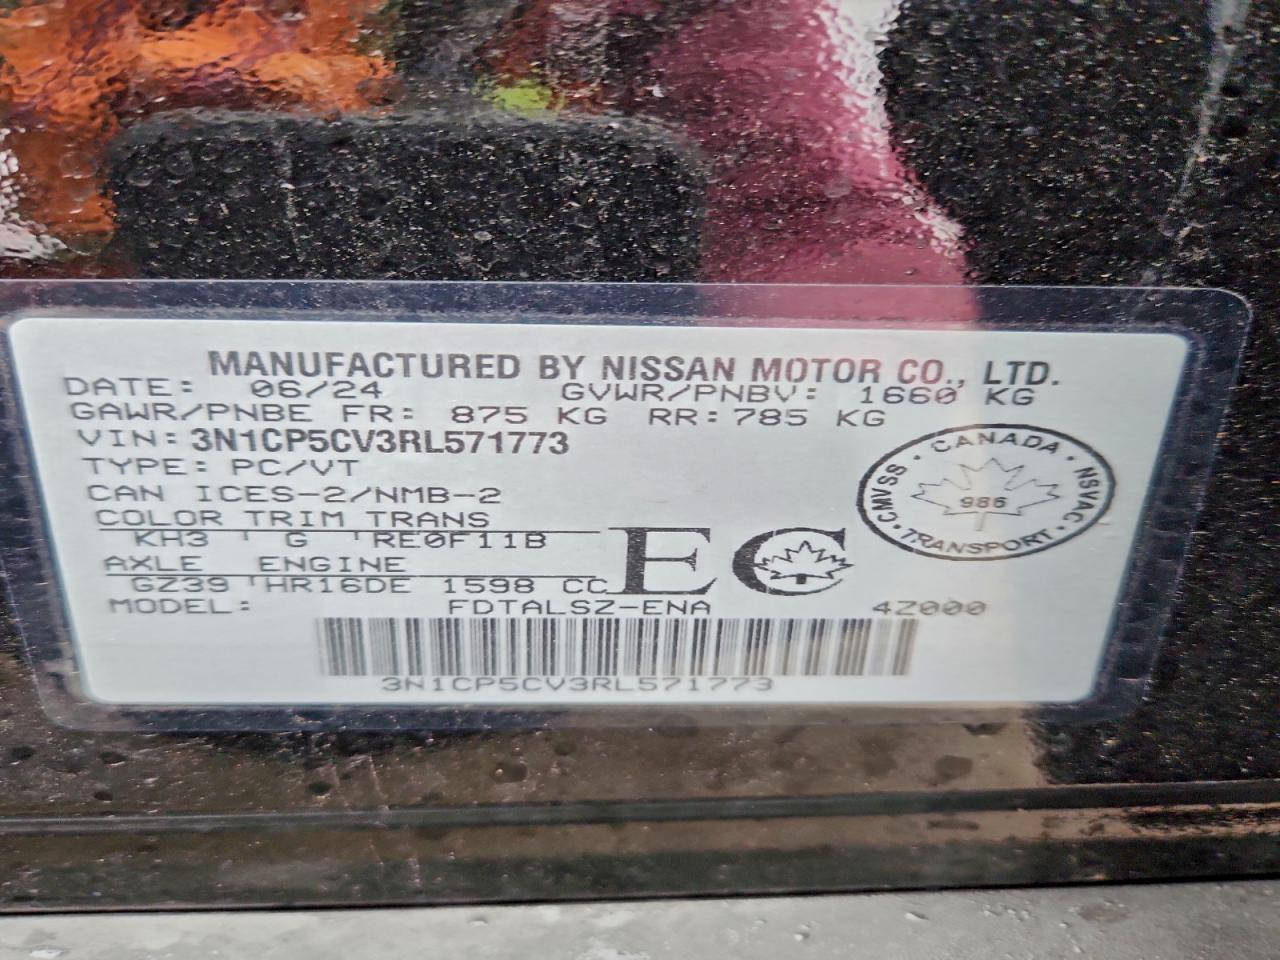 MANUFACTURED BY NISSAN MOTOR CO., LTD.
DATE: 06/24 GVWR/PNBV: 1660 KG
GAWR/PNBE FR: 875 KG RR: 785 KG
VIN: 3N1CP5CV3RL571773
TYPE: PC/VT
CAN ICES-2/NMB-2
COLOR TRIM TRANS
KH3 ' G ' RE0F11B
AXLE ENGINE
GZ39 ' HR16DE 1598 CC
MODEL: FDTALSZ-ENA 4Z000
3N1CP5CV3RL571773
EC
CANADA
CMVSS · NSVAC
986
TRANSPORT